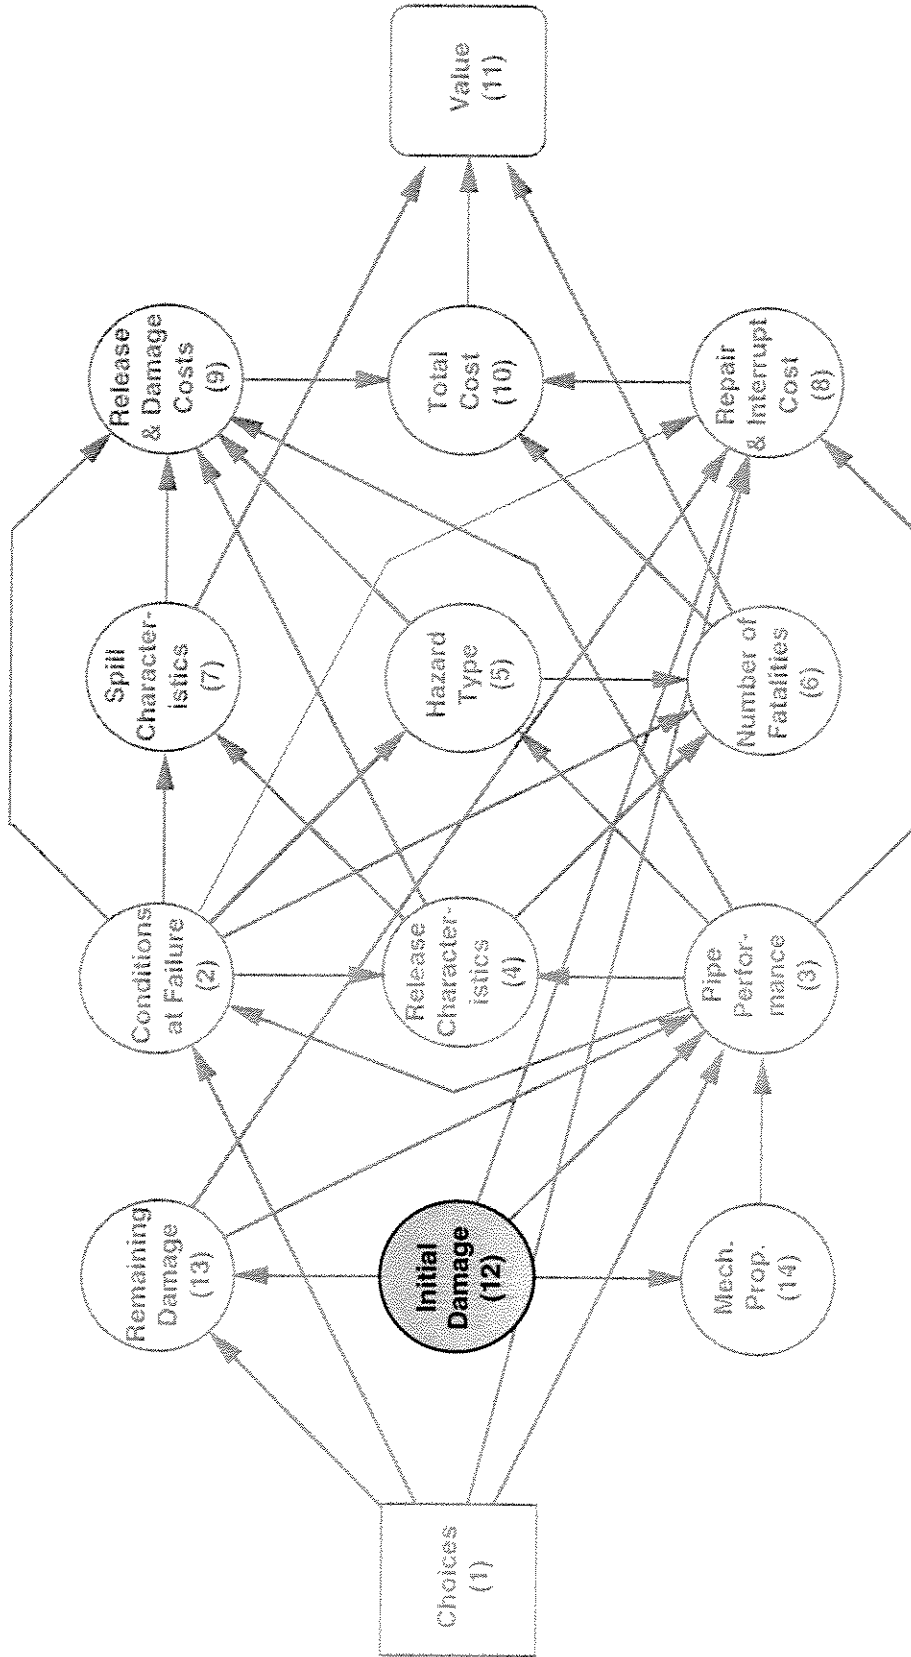 Choices
(1)
Remaining
Damage
(13)
Initial
Damage
(12)
Mech.
Prop.
(14)
Conditions
at Failure
(2)
Release
Character-
istics
(4)
Pipe
Perfor-
mance
(3)
Spill
Character-
istics
(7)
Hazard
Type
(5)
Number of
Fatalities
(6)
Release
& Damage
Costs
(9)
Total
Cost
(10)
Repair
& Interrupt
Cost
(8)
Value
(11)